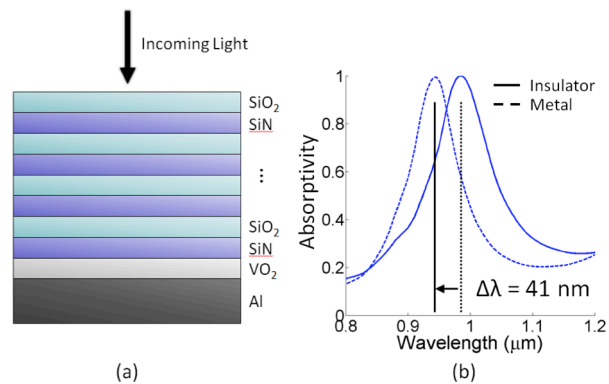 Incoming Light
SiO₂
SiN
⋮
SiO₂
SiN
VO₂
Al
(a)
Absorptivity
1
0.8
0.6
0.4
0.2
0
0.8
0.9
1
1.1
1.2
Wavelength (μm)
Insulator
Metal
Δλ = 41 nm
(b)